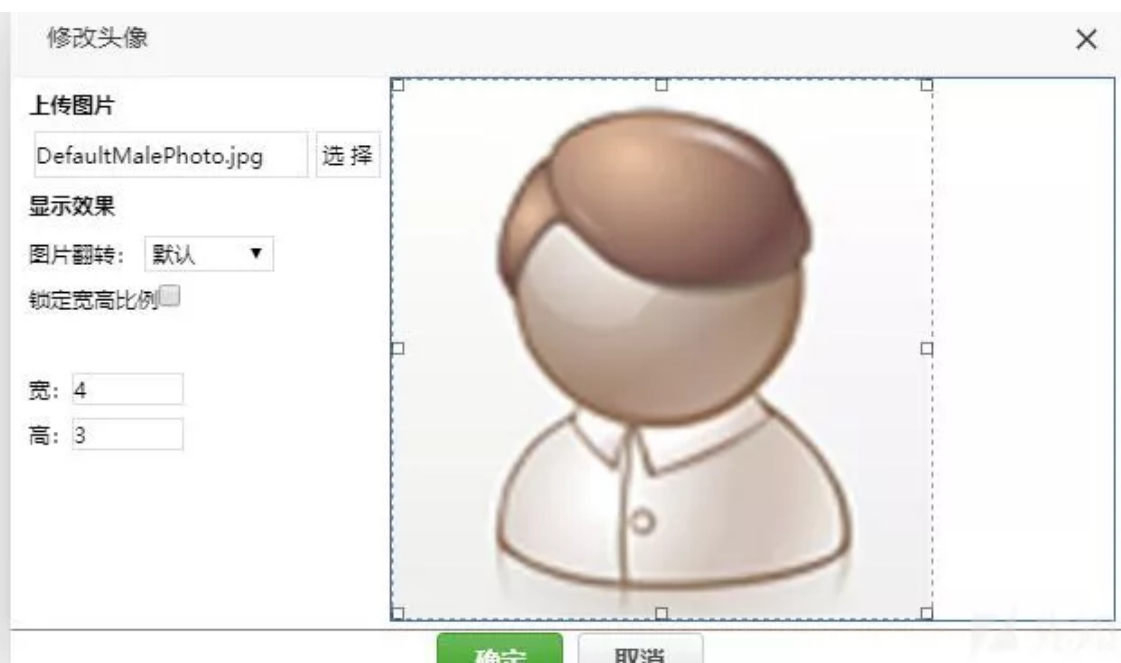 修改头像
上传图片
DefaultMalePhoto.jpg 选 择
显示效果
图片翻转: 默认
锁定宽高比例
宽: 4
高: 3
确定 取消